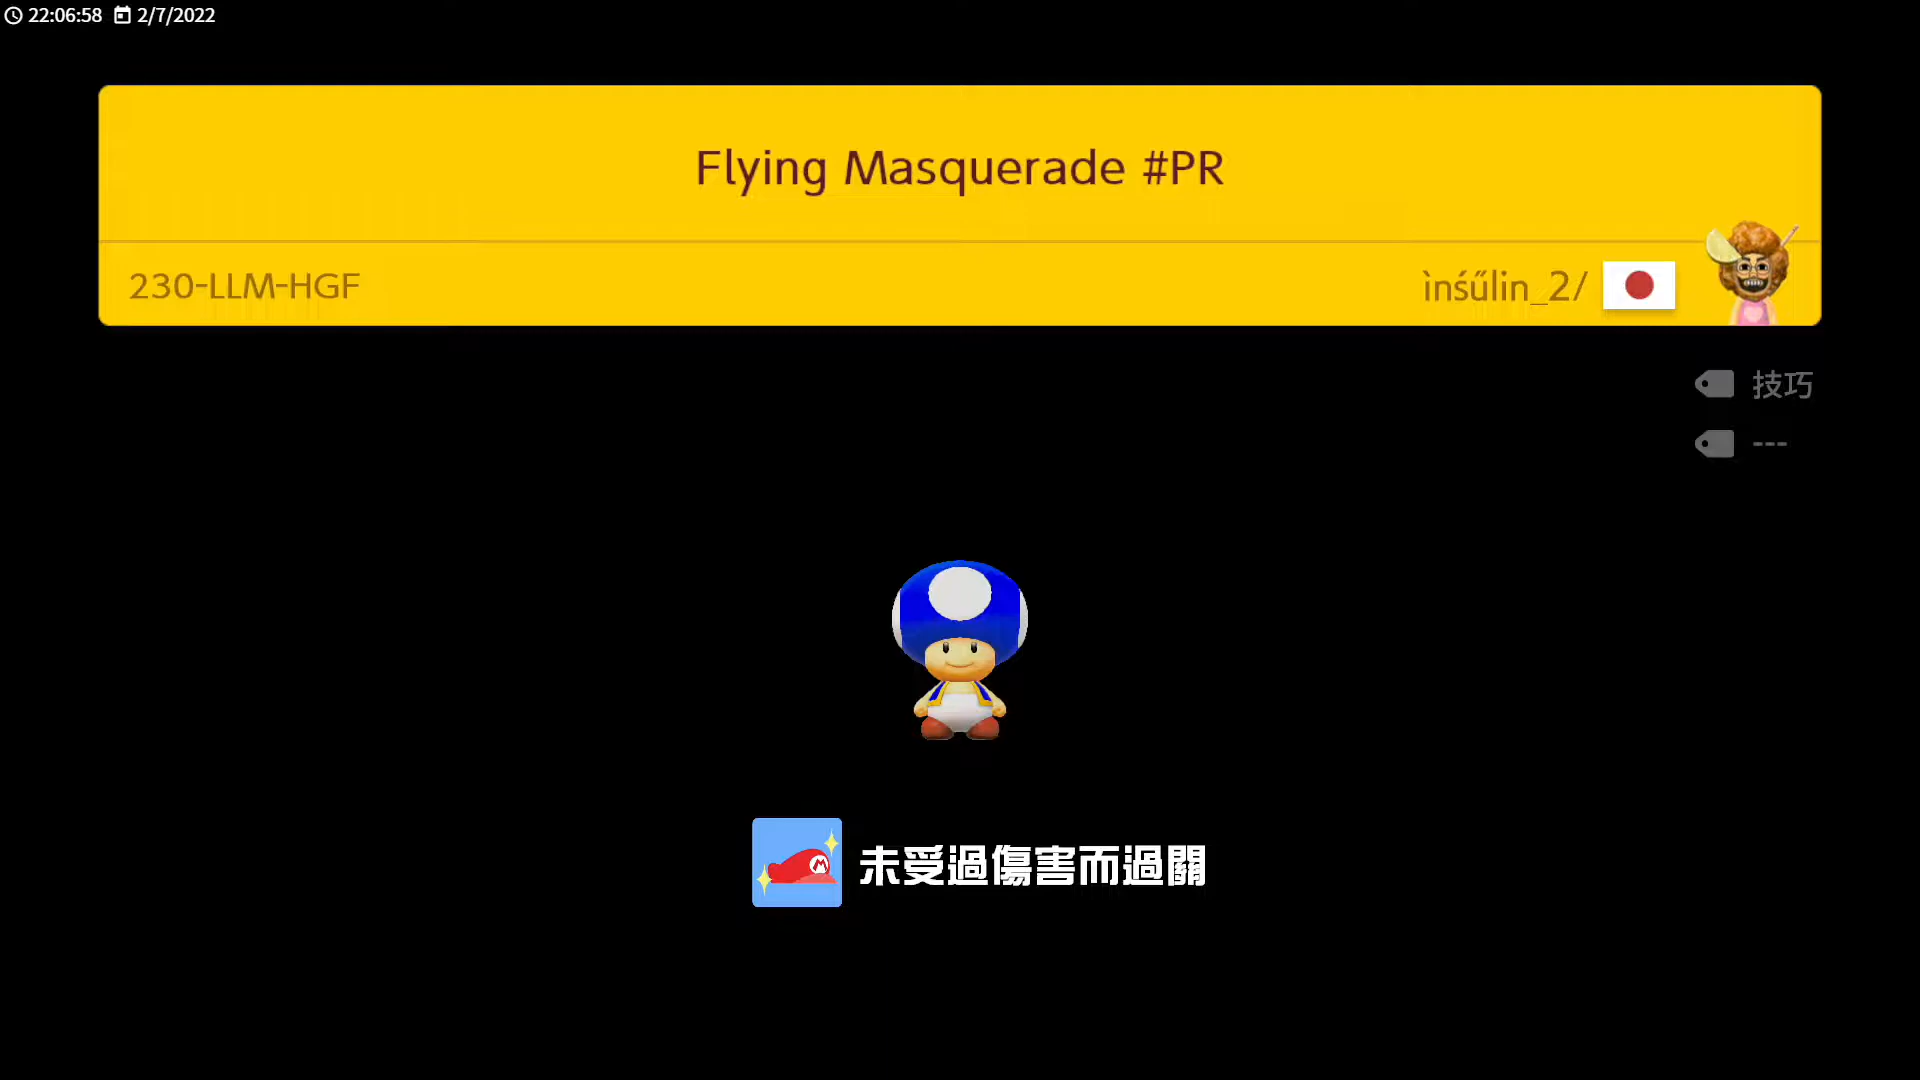 22:06:58 2/7/2022
Flying Masquerade #PR
230-LLM-HGF
ìnśűlin_2/
技巧
---
未受過傷害而過關